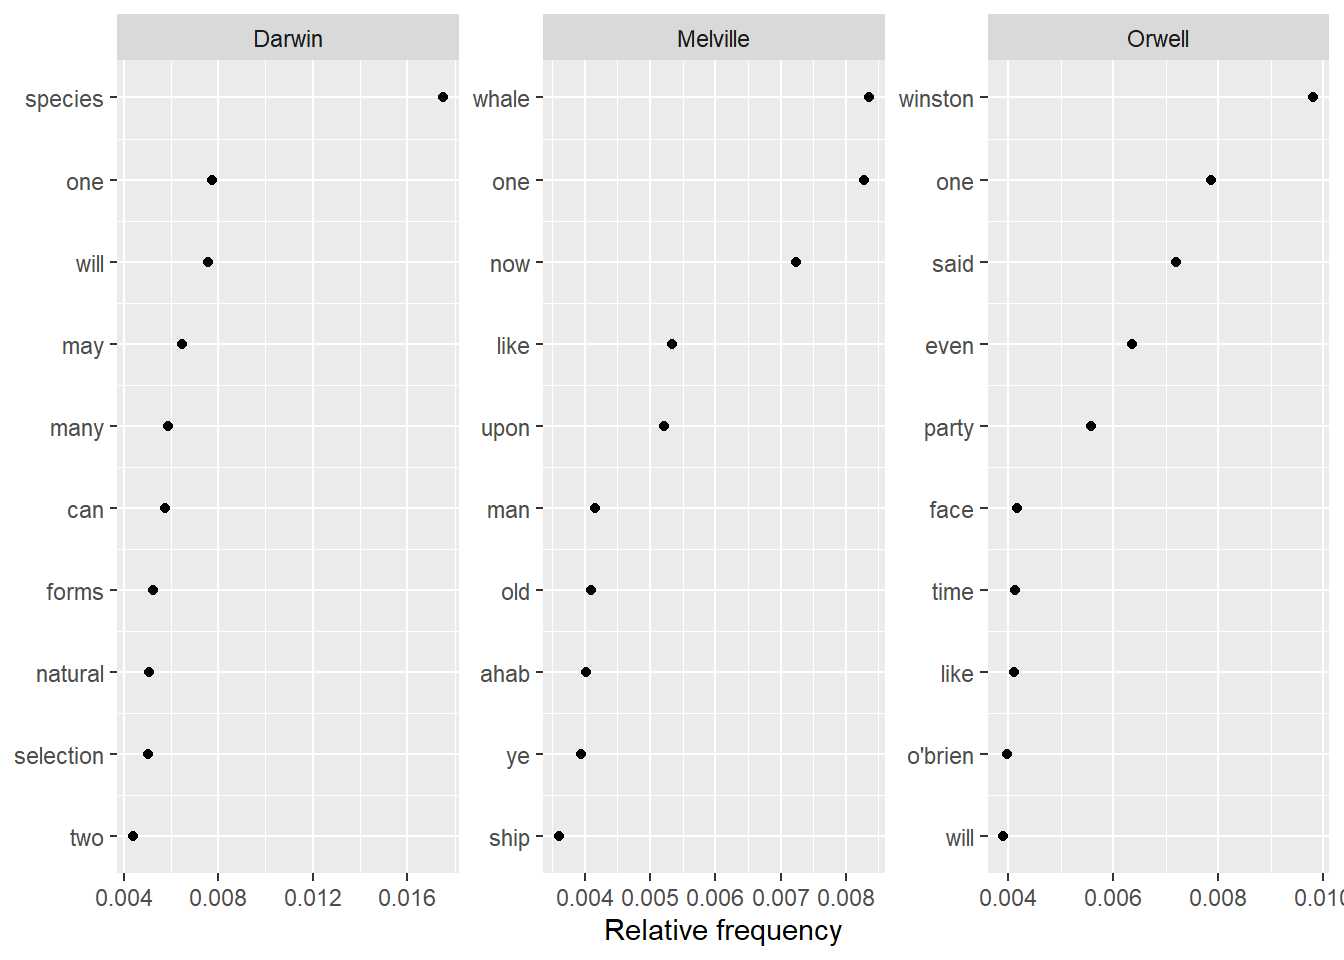 Darwin Melville Orwell
species whale winston
one one one
will now said
may like even
many upon party
can man face
forms old time
natural ahab like
selection ye o'brien
two ship will
0.004 0.008 0.012 0.016 0.004 0.005 0.006 0.007 0.008 0.004 0.006 0.008 0.010
Relative frequency